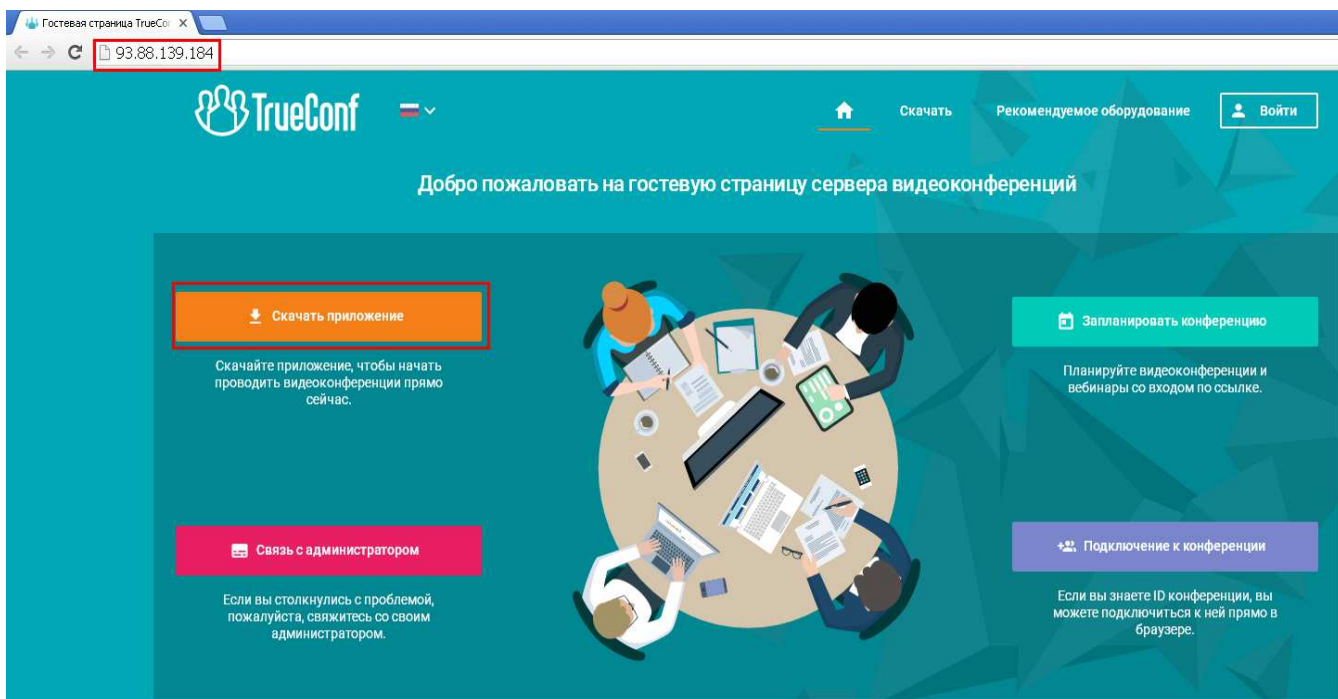 Гостевая страница TrueCo
93.88.139.184
TrueConf
Скачать
Рекомендуемое оборудование
Войти
Добро пожаловать на гостевую страницу сервера видеоконференций
Скачать приложение
Скачайте приложение, чтобы начать
проводить видеоконференции прямо
сейчас.
Запланировать конференцию
Планируйте видеоконференции и
вебинары со входом по ссылке.
Связь с администратором
Если вы столкнулись с проблемой,
пожалуйста, свяжитесь со своим
администратором.
Подключение к конференции
Если вы знаете ID конференции, вы
можете подключиться к ней прямо в
браузере.